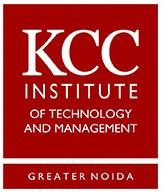 KCC
INSTITUTE
OF TECHNOLOGY
AND MANAGEMENT
GREATER NOIDA